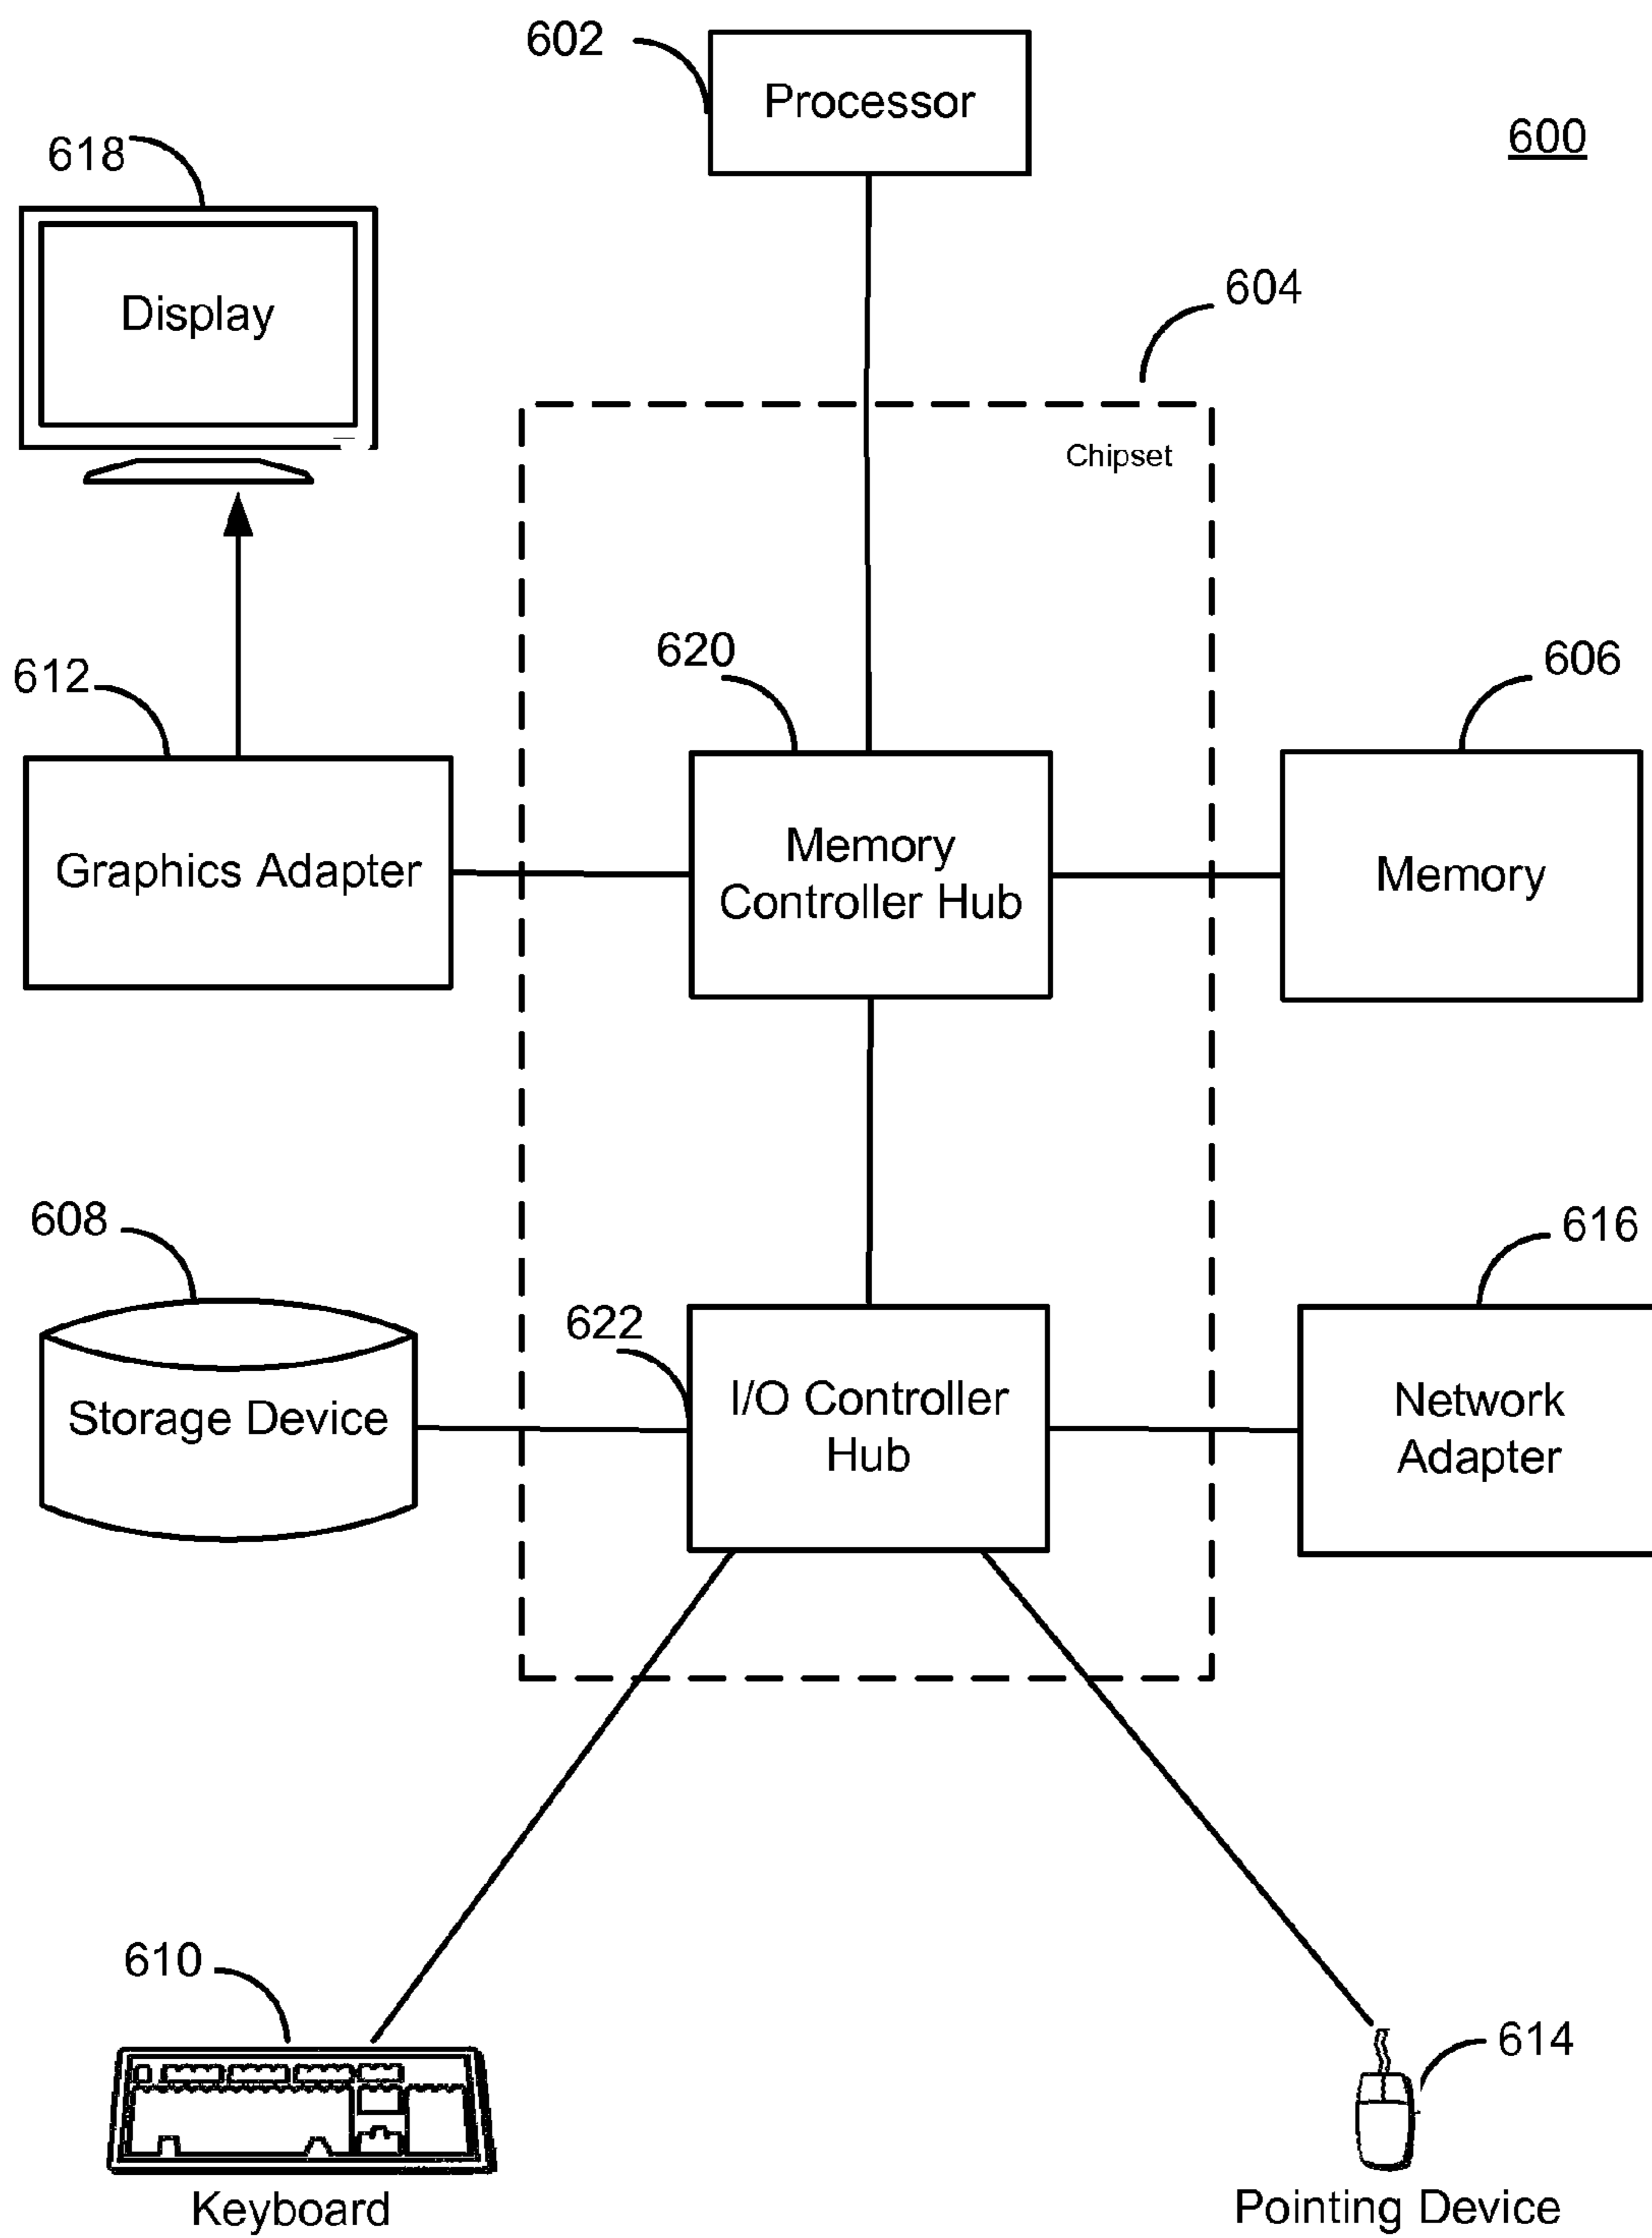 602
Processor
600
618
Display
604
Chipset
620
606
612
Memory
Controller Hub
Graphics Adapter
Memory
608
616
622
I/O Controller
Hub
Storage Device
Network
Adapter
610
614
Keyboard
Pointing Device